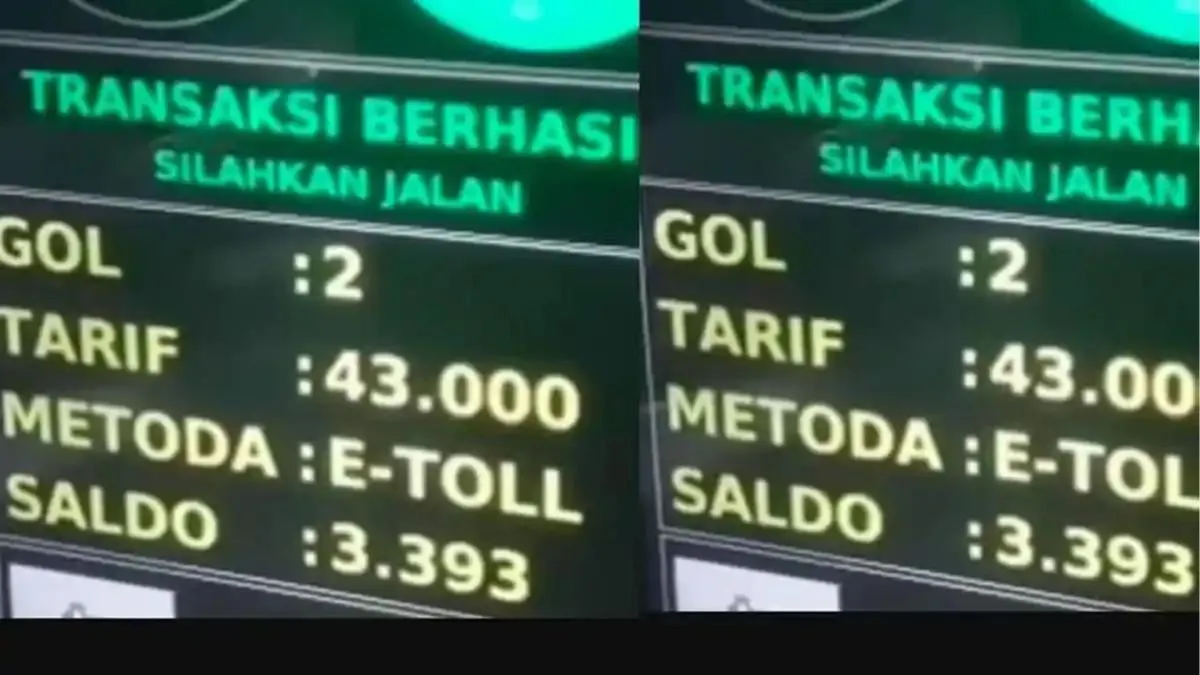 TRANSAKSI BERHASI
SILAHKAN JALAN
GOL :2
TARIF :43.000
METODA :E-TOLL
SALDO :3.393
TRANSAKSI BERH
SILAHKAN JALAN
GOL :2
TARIF :43.00
METODA :E-TOL
SALDO :3.393